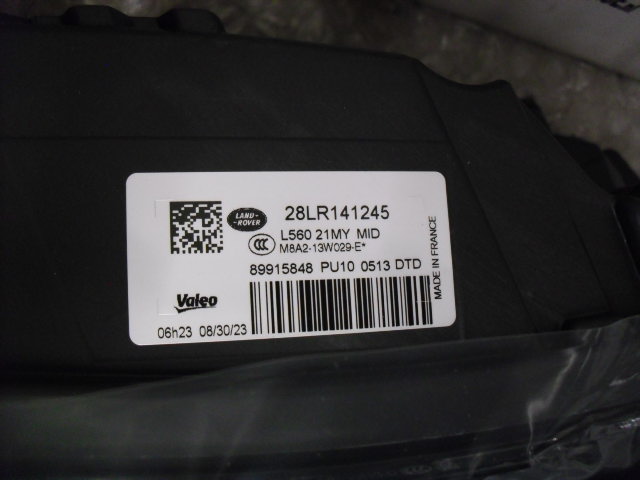 LAND-
ROVER
28LR141245
L560 21MY MID
CCC
M8A2-13W029-E*
89915848 PU10 0513 DTD
MADE IN FRANCE
Valeo
06h23 08/30/23